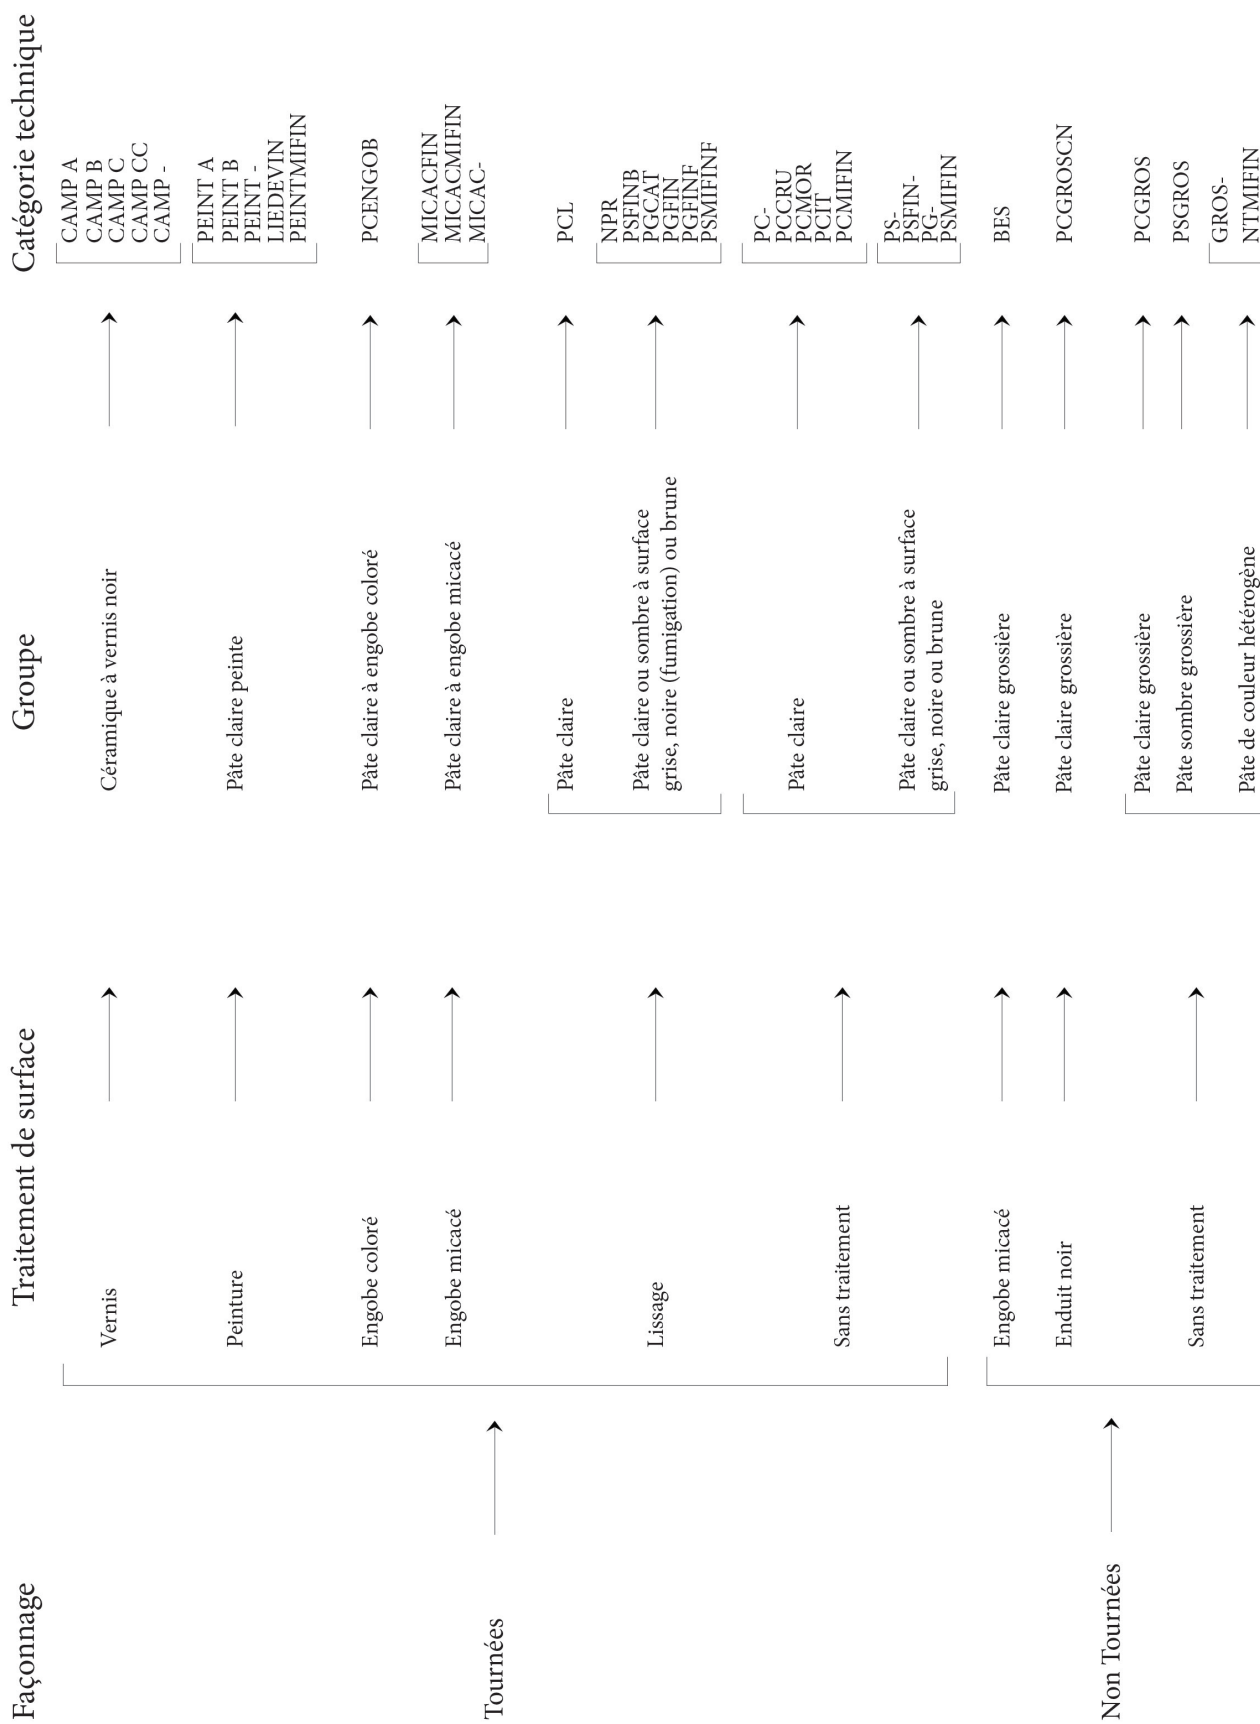 Façonnage
Traitement de surface
Groupe
Catégorie technique
Tournées
Vernis
Céramique à vernis noir
CAMP A
CAMP B
CAMP C
CAMP CC
CAMP -
Peinture
Pâte claire peinte
PEINT A
PEINT B
PEINT -
LIEDEVIN
PEINTMIFIN
Engobe coloré
Pâte claire à engobe coloré
PCENGOB
Engobe micacé
Pâte claire à engobe micacé
MICACFIN
MICACMIFIN
MICAC-
Lissage
Pâte claire
PCL
Pâte claire ou sombre à surface
grise, noire (fumigation) ou brune
NPR
PSFINB
PGCAT
PGFIN
PGFINF
PSMIFINF
Sans traitement
Pâte claire
PC-
PCCRU
PCMOR
PCIT
PCMIFIN
Pâte claire ou sombre à surface
grise, noire ou brune
PS-
PSFIN-
PG-
PSMIFIN
Non Tournées
Engobe micacé
Pâte claire grossière
BES
Enduit noir
Pâte claire grossière
PCGROSCN
Sans traitement
Pâte claire grossière
PCGROS
Pâte sombre grossière
PSGROS
Pâte de couleur hétérogène
GROS-
NTMIFIN